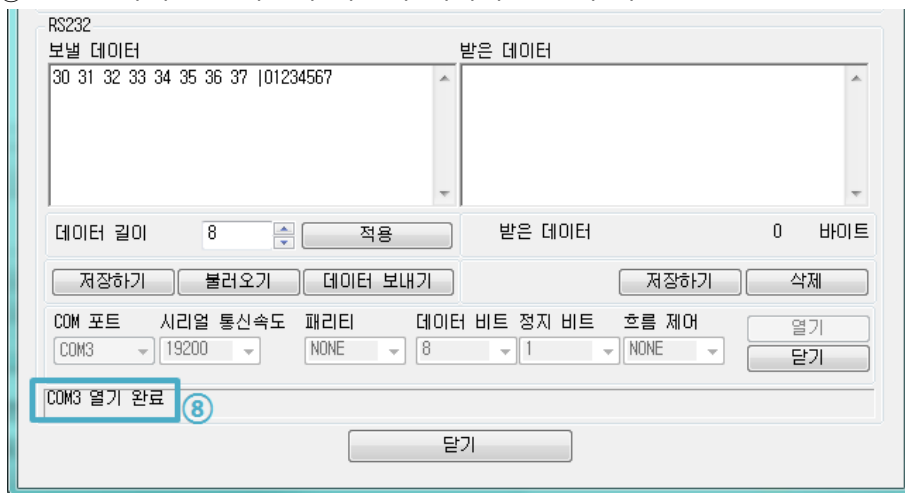 RS232
보낼 데이터 받은 데이터
30 31 32 33 34 35 36 37 |01234567
데이터 길이 8 적용 받은 데이터 0 바이트
저장하기 불러오기 데이터 보내기 저장하기 삭제
COM 포트 시리얼 통신속도 패리티 데이터 비트 정지 비트 흐름 제어 열기
COM3 19200 NONE 8 1 NONE 닫기
COM3 열기 완료 ⑧
닫기